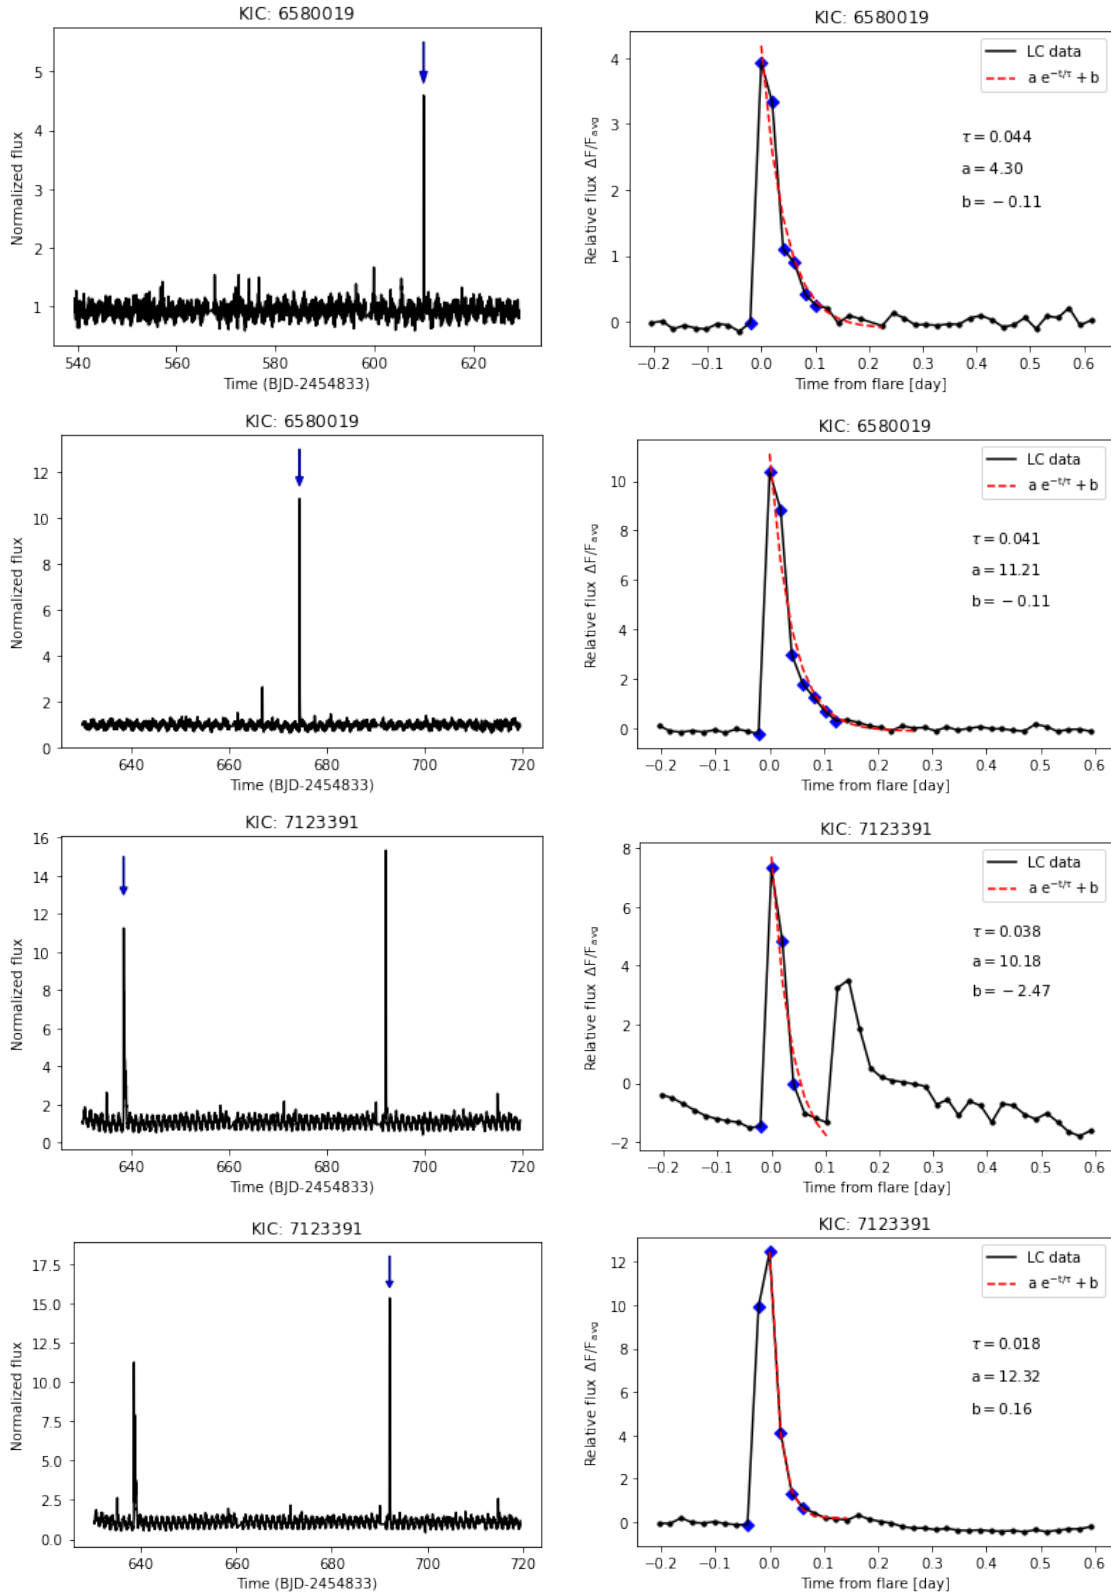 KIC: 6580019
Normalized flux
5
4
3
2
1
540 560 580 600 620
Time (BJD-2454833)
KIC: 6580019
Relative flux ΔF/F_avg
4
3
2
1
0
LC data
a e^{−t/τ} + b
τ = 0.044
a = 4.30
b = − 0.11
−0.2 −0.1 0.0 0.1 0.2 0.3 0.4 0.5 0.6
Time from flare [day]
KIC: 6580019
Normalized flux
12
10
8
6
4
2
0
640 660 680 700 720
Time (BJD-2454833)
KIC: 6580019
Relative flux ΔF/F_avg
10
8
6
4
2
0
LC data
a e^{−t/τ} + b
τ = 0.041
a = 11.21
b = − 0.11
−0.2 −0.1 0.0 0.1 0.2 0.3 0.4 0.5 0.6
Time from flare [day]
KIC: 7123391
Normalized flux
16
14
12
10
8
6
4
2
0
640 660 680 700 720
Time (BJD-2454833)
KIC: 7123391
Relative flux ΔF/F_avg
8
6
4
2
0
−2
LC data
a e^{−t/τ} + b
τ = 0.038
a = 10.18
b = − 2.47
−0.2 −0.1 0.0 0.1 0.2 0.3 0.4 0.5 0.6
Time from flare [day]
KIC: 7123391
Normalized flux
17.5
15.0
12.5
10.0
7.5
5.0
2.5
0.0
640 660 680 700 720
Time (BJD-2454833)
KIC: 7123391
Relative flux ΔF/F_avg
12
10
8
6
4
2
0
LC data
a e^{−t/τ} + b
τ = 0.018
a = 12.32
b = 0.16
−0.2 −0.1 0.0 0.1 0.2 0.3 0.4 0.5 0.6
Time from flare [day]